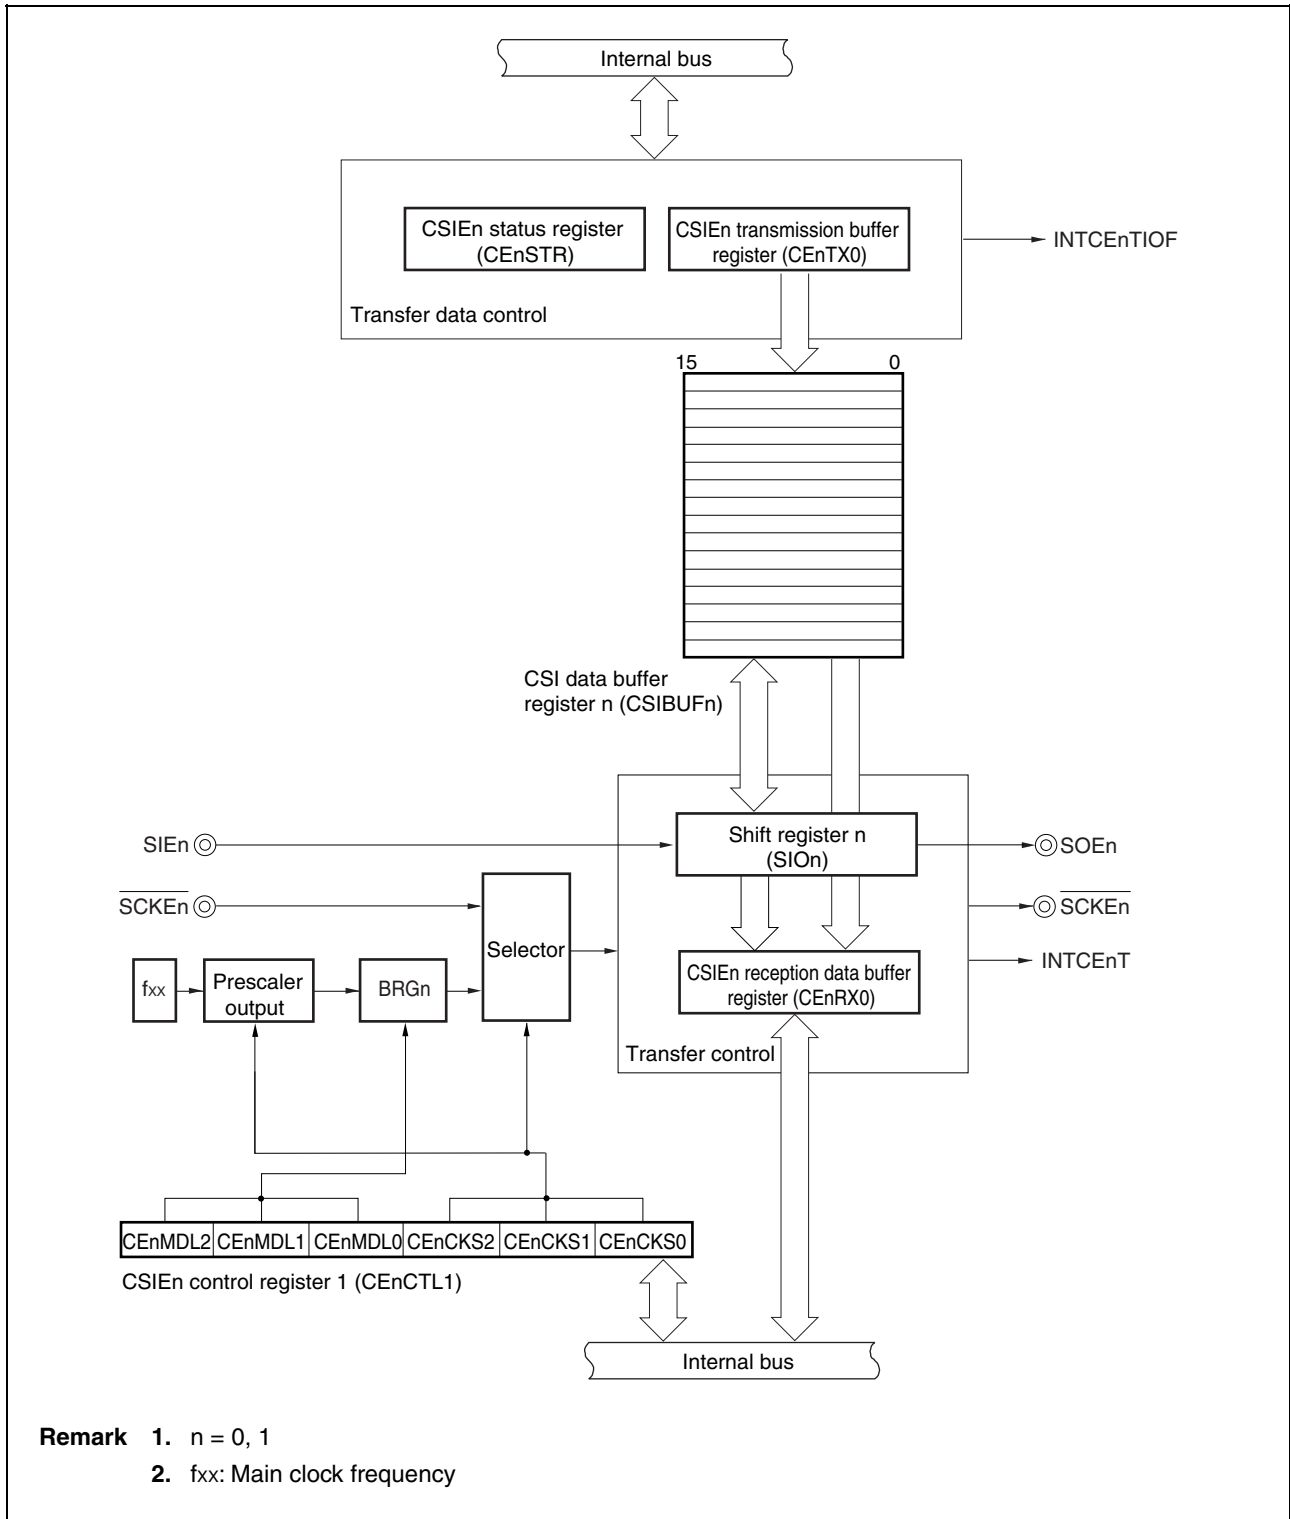 Internal bus
CSIEn status register
(CEnSTR)
CSIEn transmission buffer
register (CEnTX0)
INTCEnTIOF
Transfer data control
15
0
CSI data buffer
register n (CSIBUFn)
SIEn
Shift register n
(SIOn)
SOEn
SCKEn
SCKEn
Selector
INTCEnT
fxx
Prescaler
output
BRGn
CSIEn reception data buffer
register (CEnRX0)
Transfer control
CEnMDL2 CEnMDL1 CEnMDL0 CEnCKS2 CEnCKS1 CEnCKS0
CSIEn control register 1 (CEnCTL1)
Internal bus
Remark 1. n = 0, 1
2. fxx: Main clock frequency